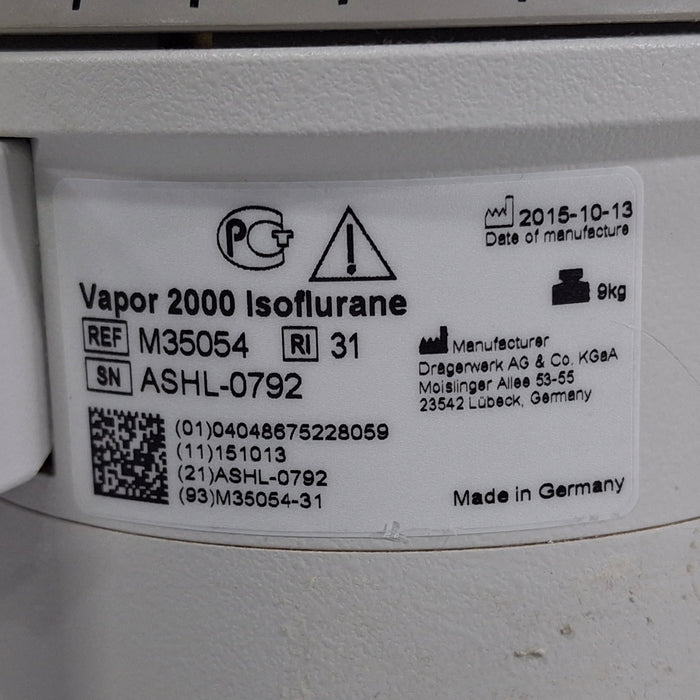 PCT
2015-10-13
Date of manufacture
Vapor 2000 Isoflurane
9kg
REF M35054 RI 31
SN ASHL-0792
Manufacturer
Drägerwerk AG & Co. KGaA
Moislinger Allee 53-55
23542 Lübeck, Germany
(01)04048675228059
(11)151013
(21)ASHL-0792
(93)M35054-31
Made in Germany